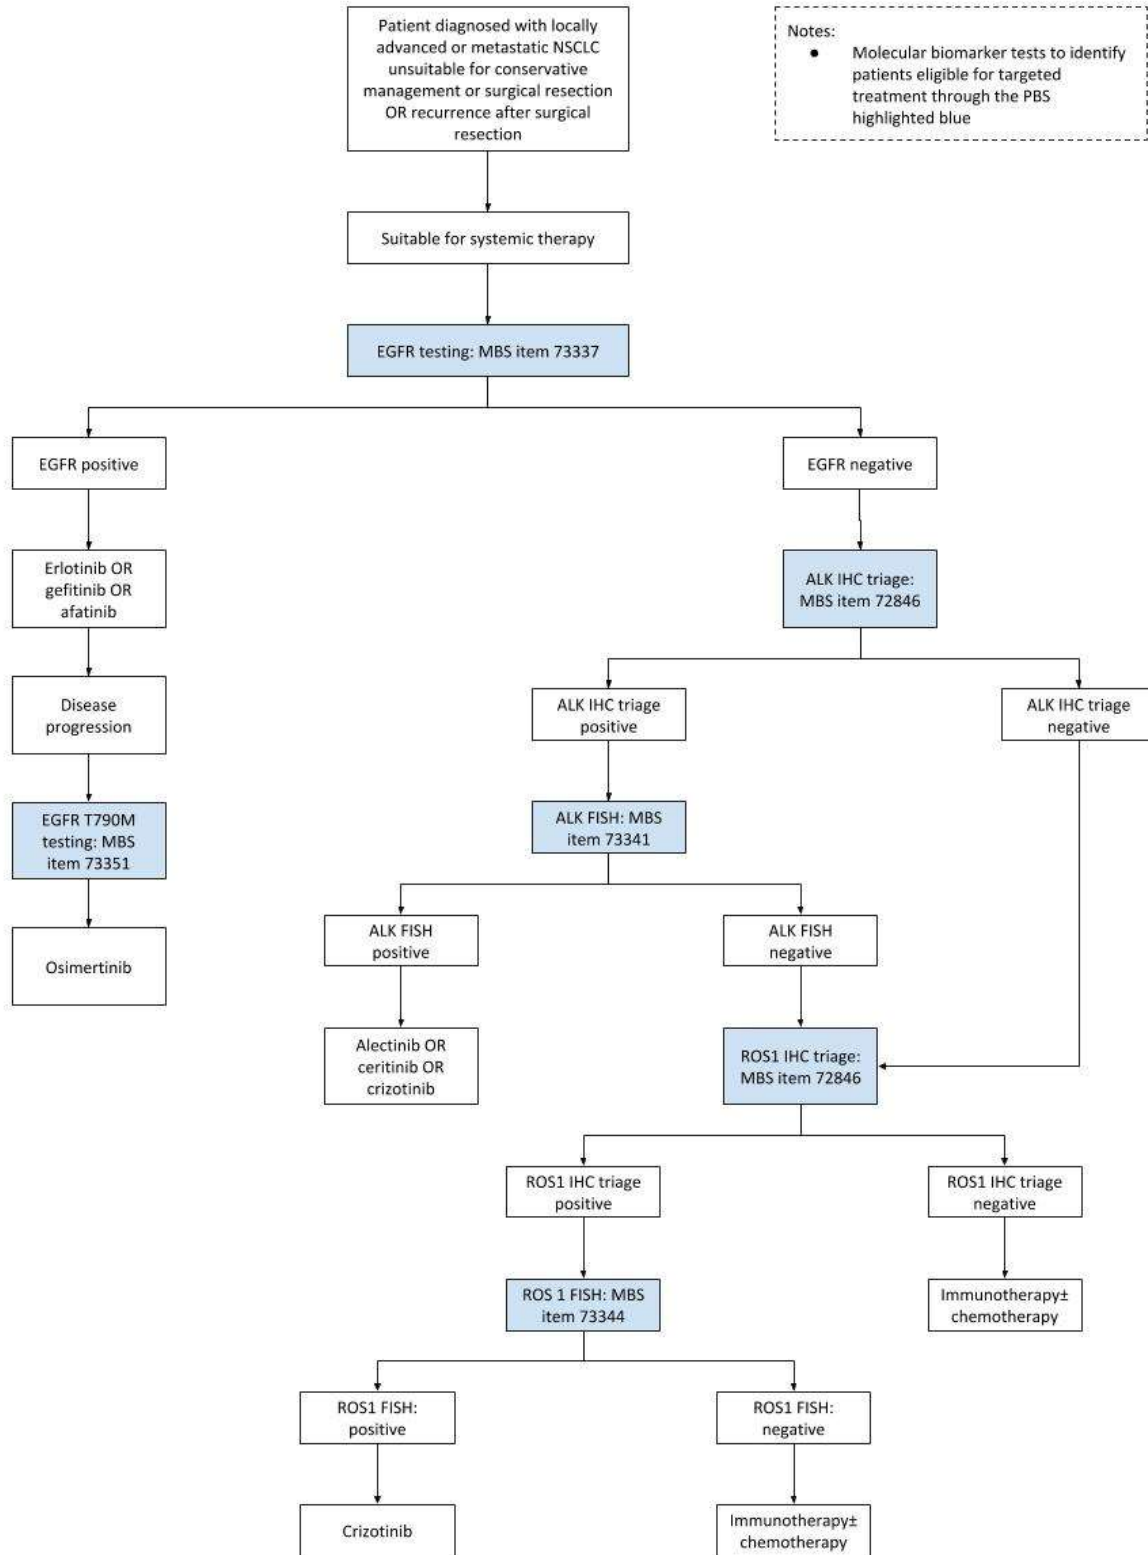 Patient diagnosed with locally
advanced or metastatic NSCLC
unsuitable for conservative
management or surgical resection
OR recurrence after surgical
resection
Notes:
● Molecular biomarker tests to identify
patients eligible for targeted
treatment through the PBS
highlighted blue
Suitable for systemic therapy
EGFR testing: MBS item 73337
EGFR positive
EGFR negative
Erlotinib OR
gefitinib OR
afatinib
ALK IHC triage:
MBS item 72846
Disease
progression
ALK IHC triage
positive
ALK IHC triage
negative
EGFR T790M
testing: MBS
item 73351
ALK FISH: MBS
item 73341
Osimertinib
ALK FISH
positive
ALK FISH
negative
Alectinib OR
ceritinib OR
crizotinib
ROS1 IHC triage:
MBS item 72846
ROS1 IHC triage
positive
ROS1 IHC triage
negative
ROS 1 FISH: MBS
item 73344
Immunotherapy±
chemotherapy
ROS1 FISH:
positive
ROS1 FISH:
negative
Crizotinib
Immunotherapy±
chemotherapy